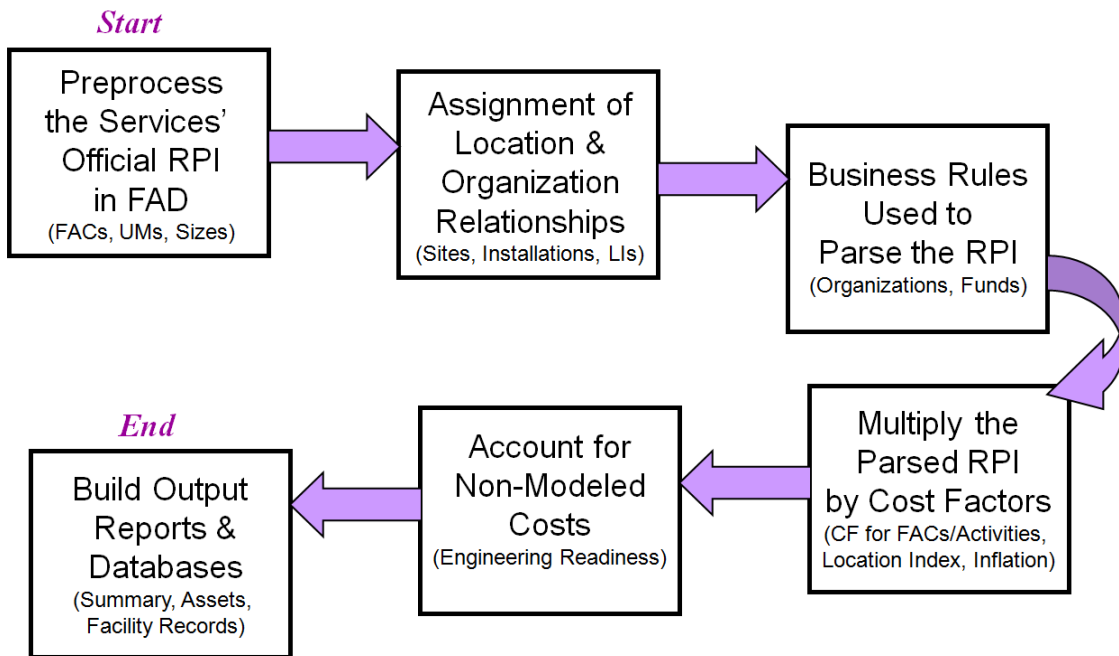 Start
Preprocess
the Services’
Official RPI
in FAD
(FACs, UMs, Sizes)
Assignment of
Location &
Organization
Relationships
(Sites, Installations, LIs)
Business Rules
Used to
Parse the RPI
(Organizations, Funds)
Multiply the
Parsed RPI
by Cost Factors
(CF for FACs/Activities,
Location Index, Inflation)
Account for
Non-Modeled
Costs
(Engineering Readiness)
End
Build Output
Reports &
Databases
(Summary, Assets,
Facility Records)